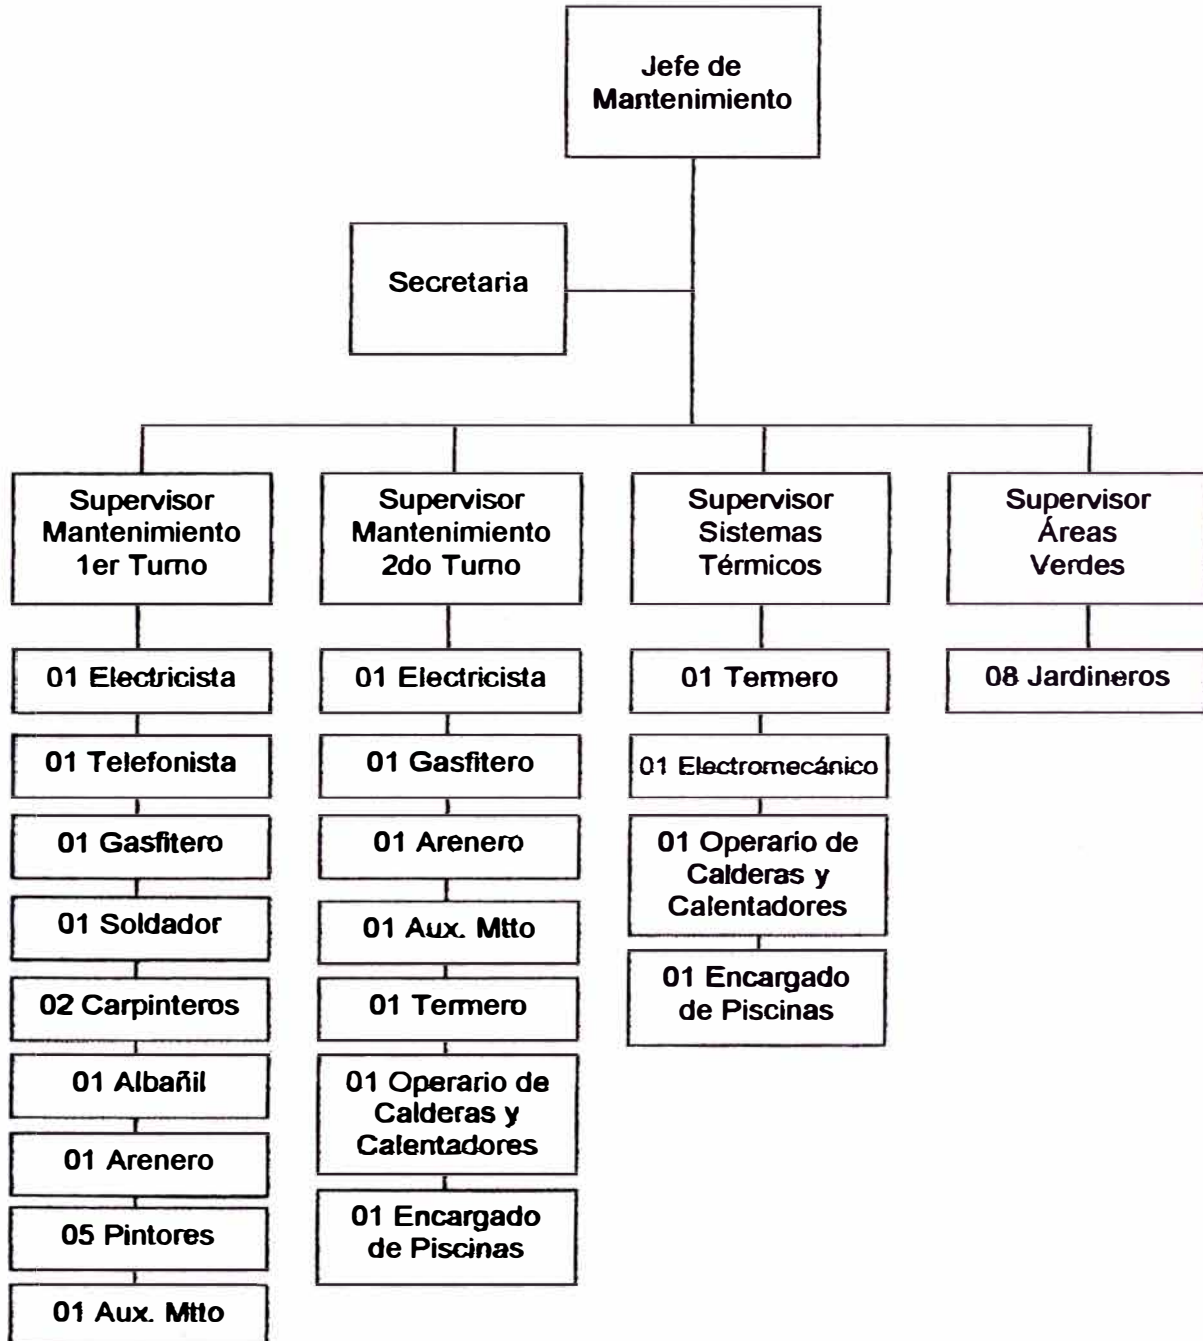 Jefe de
Mantenimiento
Secretaria
Supervisor
Mantenimiento
1er Turno
01 Electricista
01 Telefonista
01 Gasfitero
01 Soldador
02 Carpinteros
01 Albañil
01 Arenero
05 Pintores
01 Aux. Mtto
Supervisor
Mantenimiento
2do Turno
01 Electricista
01 Gasfitero
01 Arenero
01 Aux. Mtto
01 Termero
01 Operario de
Calderas y
Calentadores
01 Encargado
de Piscinas
Supervisor
Sistemas
Térmicos
01 Termero
01 Electromecánico
01 Operario de
Calderas y
Calentadores
01 Encargado
de Piscinas
Supervisor
Áreas
Verdes
08 Jardineros